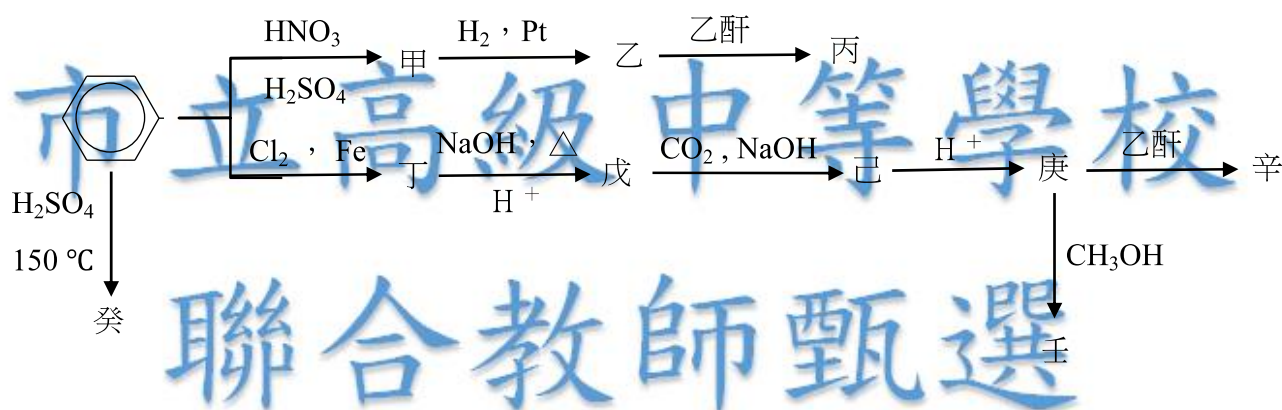 HNO3 H2，Pt 乙酐
甲 乙 丙
H2SO4
市立高級中等學校
Cl2 ， Fe NaOH，△ CO2 , NaOH H + 乙酐
丁 戊 己 庚 辛
H +
H2SO4
150 ℃ CH3OH
癸
聯合教師甄選
壬